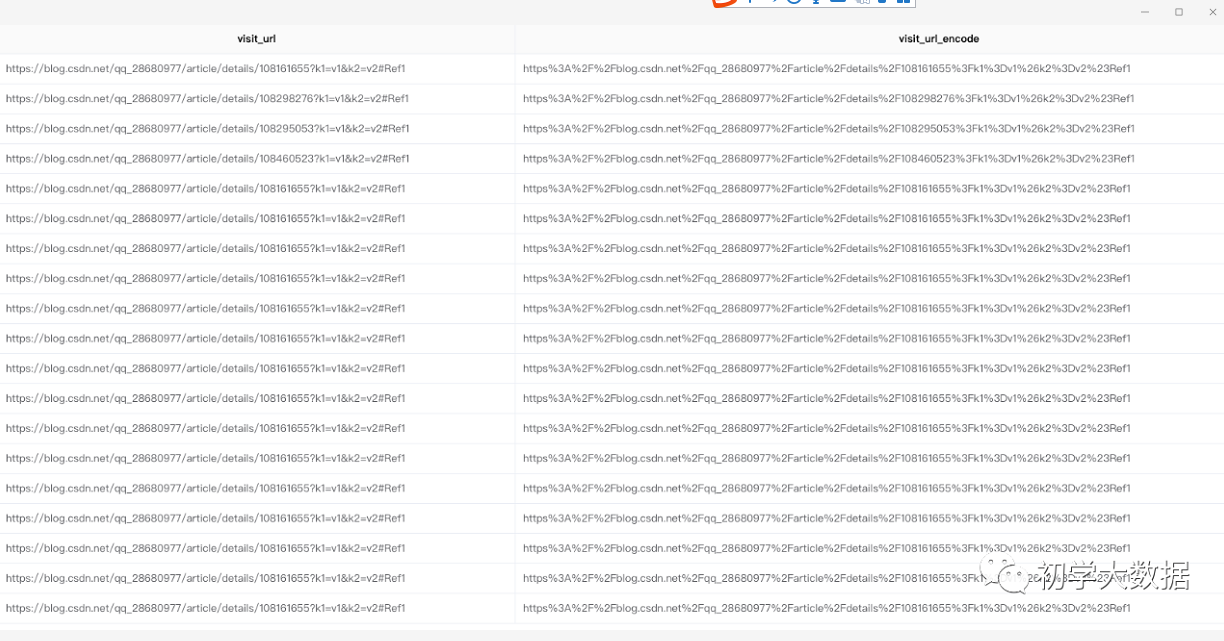 visit_url visit_url_encode
https://blog.csdn.net/qq_28680977/article/details/108161655?k1=v1&k2=v2#Ref1 https%3A%2F%2Fblog.csdn.net%2Fqq_28680977%2Farticle%2Fdetails%2F108161655%3Fk1%3Dv1%26k2%3Dv2%23Ref1
https://blog.csdn.net/qq_28680977/article/details/108298276?k1=v1&k2=v2#Ref1 https%3A%2F%2Fblog.csdn.net%2Fqq_28680977%2Farticle%2Fdetails%2F108298276%3Fk1%3Dv1%26k2%3Dv2%23Ref1
https://blog.csdn.net/qq_28680977/article/details/108295053?k1=v1&k2=v2#Ref1 https%3A%2F%2Fblog.csdn.net%2Fqq_28680977%2Farticle%2Fdetails%2F108295053%3Fk1%3Dv1%26k2%3Dv2%23Ref1
https://blog.csdn.net/qq_28680977/article/details/108460523?k1=v1&k2=v2#Ref1 https%3A%2F%2Fblog.csdn.net%2Fqq_28680977%2Farticle%2Fdetails%2F108460523%3Fk1%3Dv1%26k2%3Dv2%23Ref1
https://blog.csdn.net/qq_28680977/article/details/108161655?k1=v1&k2=v2#Ref1 https%3A%2F%2Fblog.csdn.net%2Fqq_28680977%2Farticle%2Fdetails%2F108161655%3Fk1%3Dv1%26k2%3Dv2%23Ref1
https://blog.csdn.net/qq_28680977/article/details/108161655?k1=v1&k2=v2#Ref1 https%3A%2F%2Fblog.csdn.net%2Fqq_28680977%2Farticle%2Fdetails%2F108161655%3Fk1%3Dv1%26k2%3Dv2%23Ref1
https://blog.csdn.net/qq_28680977/article/details/108161655?k1=v1&k2=v2#Ref1 https%3A%2F%2Fblog.csdn.net%2Fqq_28680977%2Farticle%2Fdetails%2F108161655%3Fk1%3Dv1%26k2%3Dv2%23Ref1
https://blog.csdn.net/qq_28680977/article/details/108161655?k1=v1&k2=v2#Ref1 https%3A%2F%2Fblog.csdn.net%2Fqq_28680977%2Farticle%2Fdetails%2F108161655%3Fk1%3Dv1%26k2%3Dv2%23Ref1
https://blog.csdn.net/qq_28680977/article/details/108161655?k1=v1&k2=v2#Ref1 https%3A%2F%2Fblog.csdn.net%2Fqq_28680977%2Farticle%2Fdetails%2F108161655%3Fk1%3Dv1%26k2%3Dv2%23Ref1
https://blog.csdn.net/qq_28680977/article/details/108161655?k1=v1&k2=v2#Ref1 https%3A%2F%2Fblog.csdn.net%2Fqq_28680977%2Farticle%2Fdetails%2F108161655%3Fk1%3Dv1%26k2%3Dv2%23Ref1
https://blog.csdn.net/qq_28680977/article/details/108161655?k1=v1&k2=v2#Ref1 https%3A%2F%2Fblog.csdn.net%2Fqq_28680977%2Farticle%2Fdetails%2F108161655%3Fk1%3Dv1%26k2%3Dv2%23Ref1
https://blog.csdn.net/qq_28680977/article/details/108161655?k1=v1&k2=v2#Ref1 https%3A%2F%2Fblog.csdn.net%2Fqq_28680977%2Farticle%2Fdetails%2F108161655%3Fk1%3Dv1%26k2%3Dv2%23Ref1
https://blog.csdn.net/qq_28680977/article/details/108161655?k1=v1&k2=v2#Ref1 https%3A%2F%2Fblog.csdn.net%2Fqq_28680977%2Farticle%2Fdetails%2F108161655%3Fk1%3Dv1%26k2%3Dv2%23Ref1
https://blog.csdn.net/qq_28680977/article/details/108161655?k1=v1&k2=v2#Ref1 https%3A%2F%2Fblog.csdn.net%2Fqq_28680977%2Farticle%2Fdetails%2F108161655%3Fk1%3Dv1%26k2%3Dv2%23Ref1
https://blog.csdn.net/qq_28680977/article/details/108161655?k1=v1&k2=v2#Ref1 https%3A%2F%2Fblog.csdn.net%2Fqq_28680977%2Farticle%2Fdetails%2F108161655%3Fk1%3Dv1%26k2%3Dv2%23Ref1
https://blog.csdn.net/qq_28680977/article/details/108161655?k1=v1&k2=v2#Ref1 https%3A%2F%2Fblog.csdn.net%2Fqq_28680977%2Farticle%2Fdetails%2F108161655%3Fk1%3Dv1%26k2%3Dv2%23Ref1
https://blog.csdn.net/qq_28680977/article/details/108161655?k1=v1&k2=v2#Ref1 https%3A%2F%2Fblog.csdn.net%2Fqq_28680977%2Farticle%2Fdetails%2F108161655%3Fk1%3Dv1%26k2%3Dv2%23Ref1
https://blog.csdn.net/qq_28680977/article/details/108161655?k1=v1&k2=v2#Ref1 https%3A%2F%2Fblog.csdn.net%2Fqq_28680977%2Farticle%2Fdetails%2F108161655%3Fk1%3Dv1%26k2%3Dv2%23Ref1
初学大数据
https://blog.csdn.net/qq_28680977/article/details/108161655?k1=v1&k2=v2#Ref1 https%3A%2F%2Fblog.csdn.net%2Fqq_28680977%2Farticle%2Fdetails%2F108161655%3Fk1%3Dv1%26k2%3Dv2%23Ref1